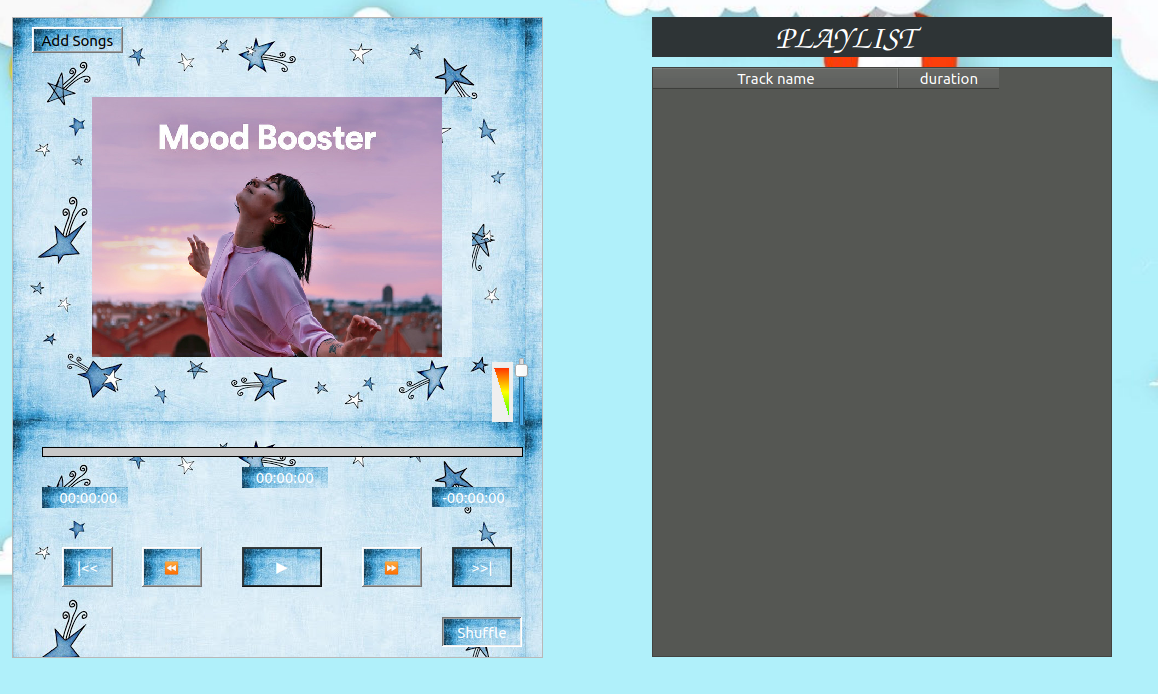 Add Songs
Mood Booster
00:00:00
00:00:00
-00:00:00
|<<
>>|
Shuffle
PLAYLIST
Track name
duration